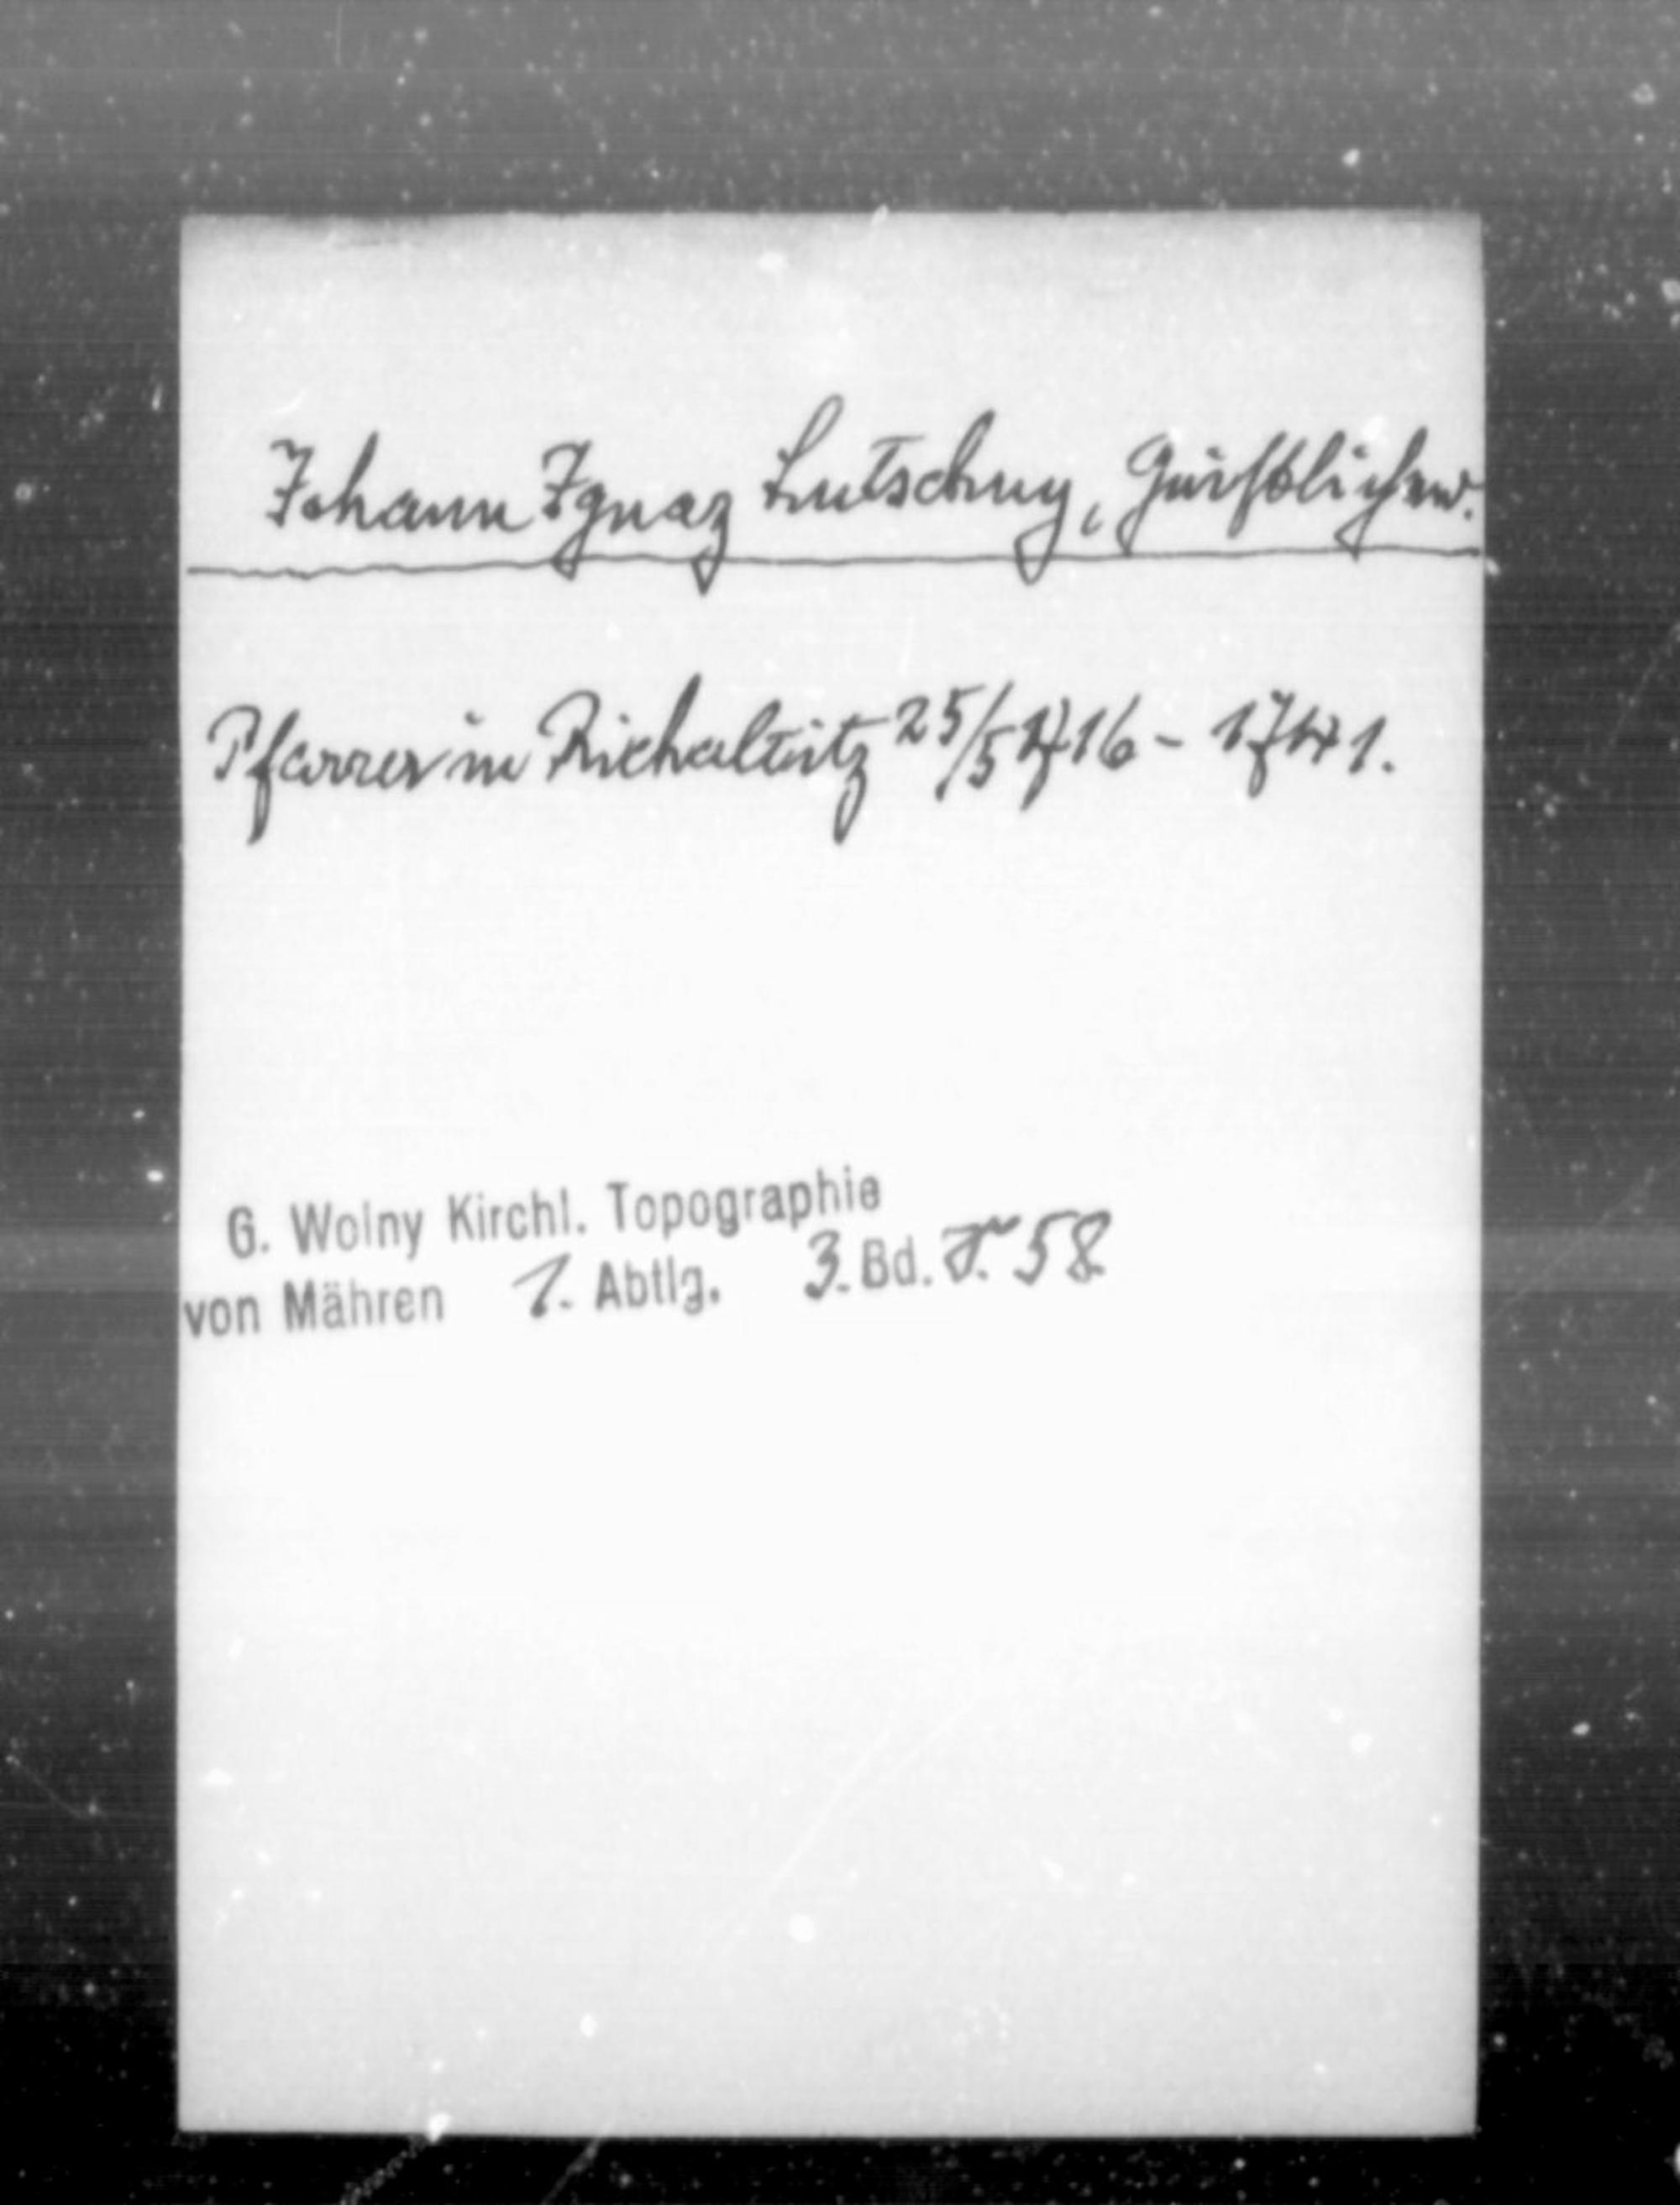 Johann Ignaz Lutschny, Geistlicher.
Pfarrer in Richaltitz 25/5 1716 - 1741.
G. Wolny Kirchl. Topographie
von Mähren 1. Abtlg. 3. Bd. S. 58